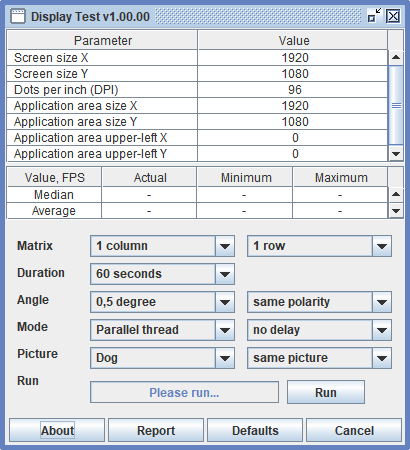 Display Test v1.00.00
Parameter Value
Screen size X 1920
Screen size Y 1080
Dots per inch (DPI) 96
Application area size X 1920
Application area size Y 1080
Application area upper-left X 0
Application area upper-left Y 0
Value, FPS Actual Minimum Maximum
Median - - -
Average - - -
Matrix 1 column 1 row
Duration 60 seconds
Angle 0,5 degree same polarity
Mode Parallel thread no delay
Picture Dog same picture
Run Please run... Run
About Report Defaults Cancel